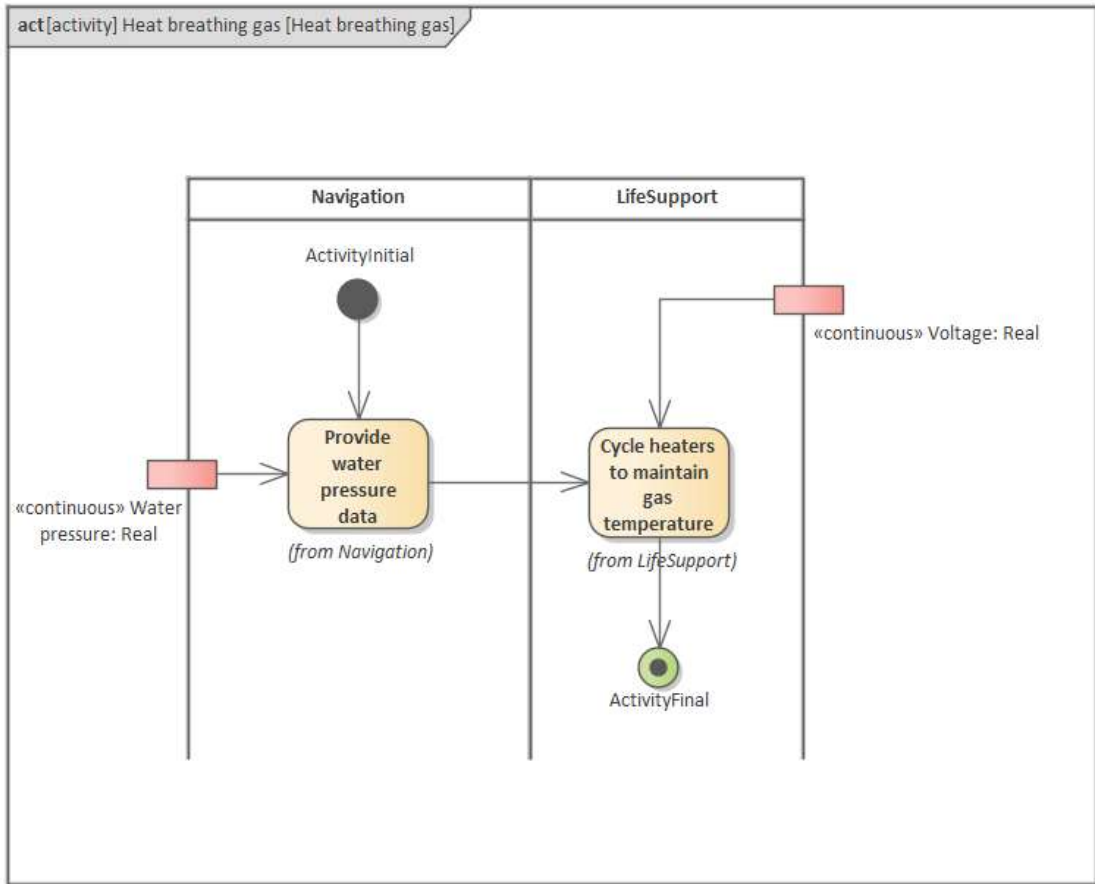 act [activity] Heat breathing gas [Heat breathing gas]
Navigation
LifeSupport
ActivityInitial
«continuous» Voltage: Real
Provide
water
pressure
data
Cycle heaters
to maintain
gas
temperature
«continuous» Water
pressure: Real
(from Navigation)
(from LifeSupport)
ActivityFinal